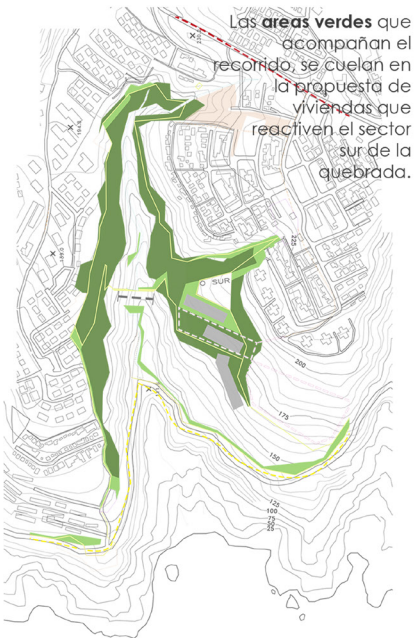 Las areas verdes que
acompañan el
recorrido, se cuelan en
la propuesta de
viviendas que
reactiven el sector
sur de la
quebrada.
225
O SUR
200
175
150
125
100
75
50
25